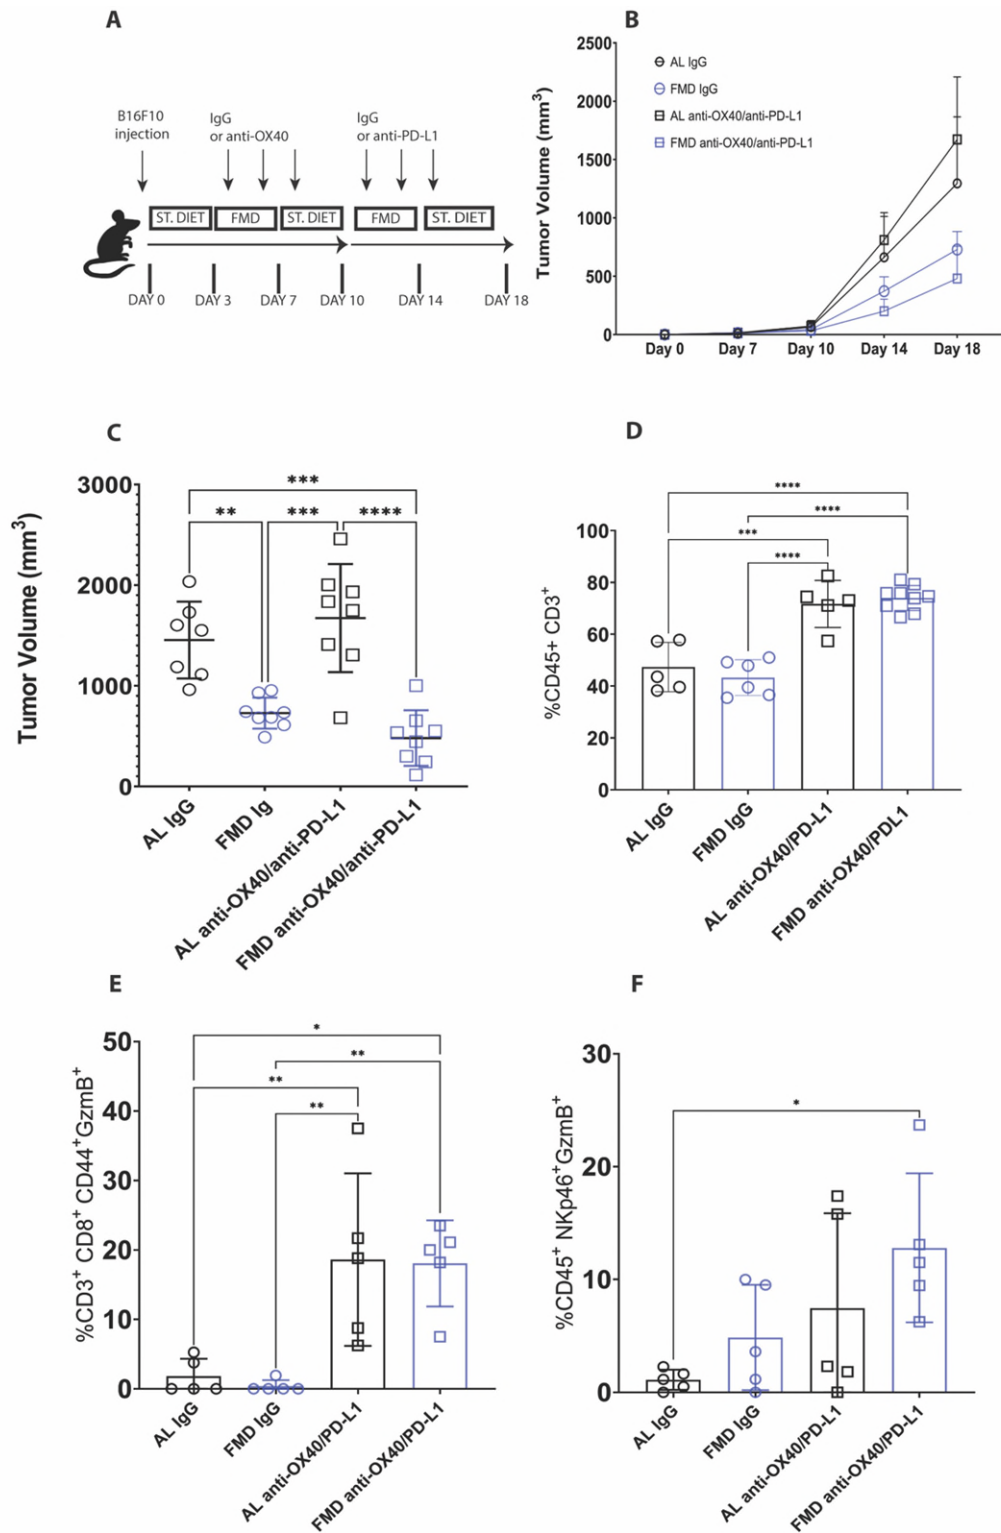 A
B16F10
injection
IgG
or anti-OX40
IgG
or anti-PD-L1
ST. DIET
FMD
ST. DIET
FMD
ST. DIET
DAY 0
DAY 3
DAY 7
DAY 10
DAY 14
DAY 18
B
Tumor Volume (mm³)
2500
2000
1500
1000
500
0
AL IgG
FMD IgG
AL anti-OX40/anti-PD-L1
FMD anti-OX40/anti-PD-L1
Day 0
Day 7
Day 10
Day 14
Day 18
C
Tumor Volume (mm³)
3000
2000
1000
0
***
** *** ****
AL IgG
FMD Ig
AL anti-OX40/anti-PD-L1
FMD anti-OX40/anti-PD-L1
D
%CD45+ CD3⁺
100
80
60
40
20
0
****
****
***
****
AL IgG
FMD IgG
AL anti-OX40/PD-L1
FMD anti-OX40/PDL1
E
%CD3⁺ CD8⁺ CD44⁺GzmB⁺
50
40
30
20
10
0
*
**
**
**
AL IgG
FMD IgG
AL anti-OX40/PD-L1
FMD anti-OX40/PD-L1
F
%CD45⁺ NKp46⁺GzmB⁺
30
20
10
0
*
AL IgG
FMD IgG
AL anti-OX40/PD-L1
FMD anti-OX40/PD-L1